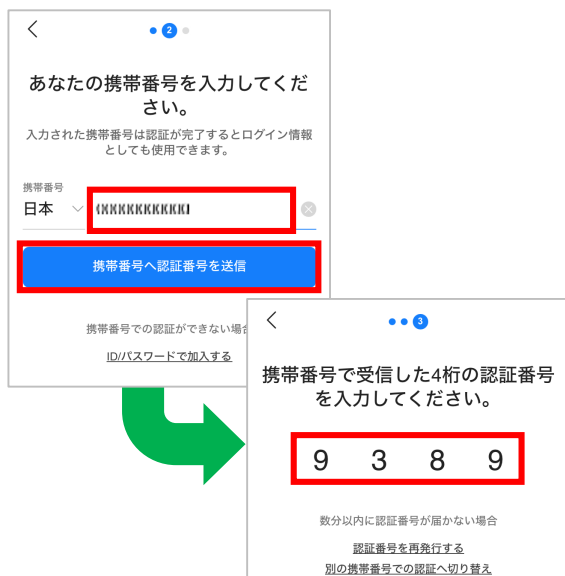 2
あなたの携帯番号を入力してくだ
さい。
入力された携帯番号は認証が完了するとログイン情報
としても使用できます。
携帯番号
日本
携帯番号へ認証番号を送信
携帯番号での認証ができない場
ID/パスワードで加入する
3
携帯番号で受信した4桁の認証番号
を入力してください。
9 3 8 9
数分以内に認証番号が届かない場合
認証番号を再発行する
別の携帯番号での認証へ切り替え